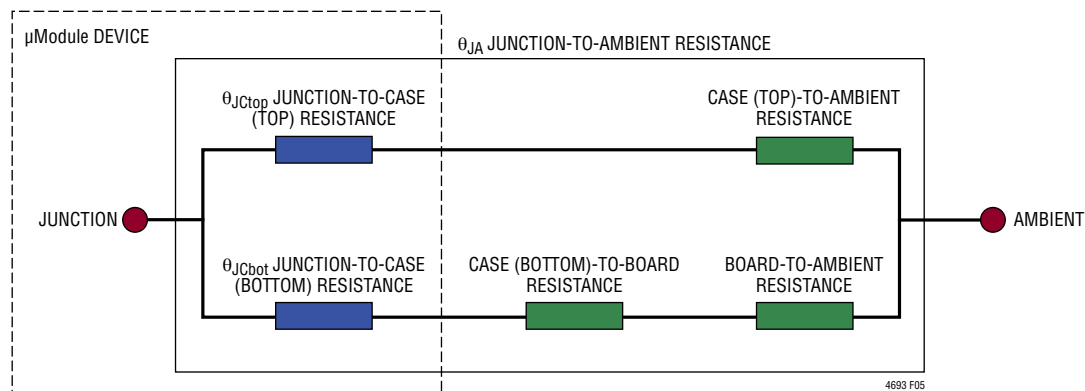 µModule DEVICE
θJA JUNCTION-TO-AMBIENT RESISTANCE
θJCtop JUNCTION-TO-CASE
(TOP) RESISTANCE
CASE (TOP)-TO-AMBIENT
RESISTANCE
JUNCTION
AMBIENT
θJCbot JUNCTION-TO-CASE
(BOTTOM) RESISTANCE
CASE (BOTTOM)-TO-BOARD
RESISTANCE
BOARD-TO-AMBIENT
RESISTANCE
4693 F05